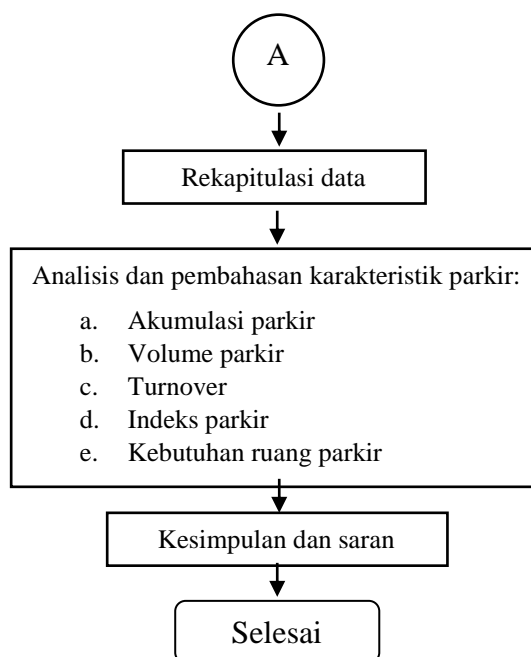 A
Rekapitulasi data
Analisis dan pembahasan karakteristik parkir:
a. Akumulasi parkir
b. Volume parkir
c. Turnover
d. Indeks parkir
e. Kebutuhan ruang parkir
Kesimpulan dan saran
Selesai